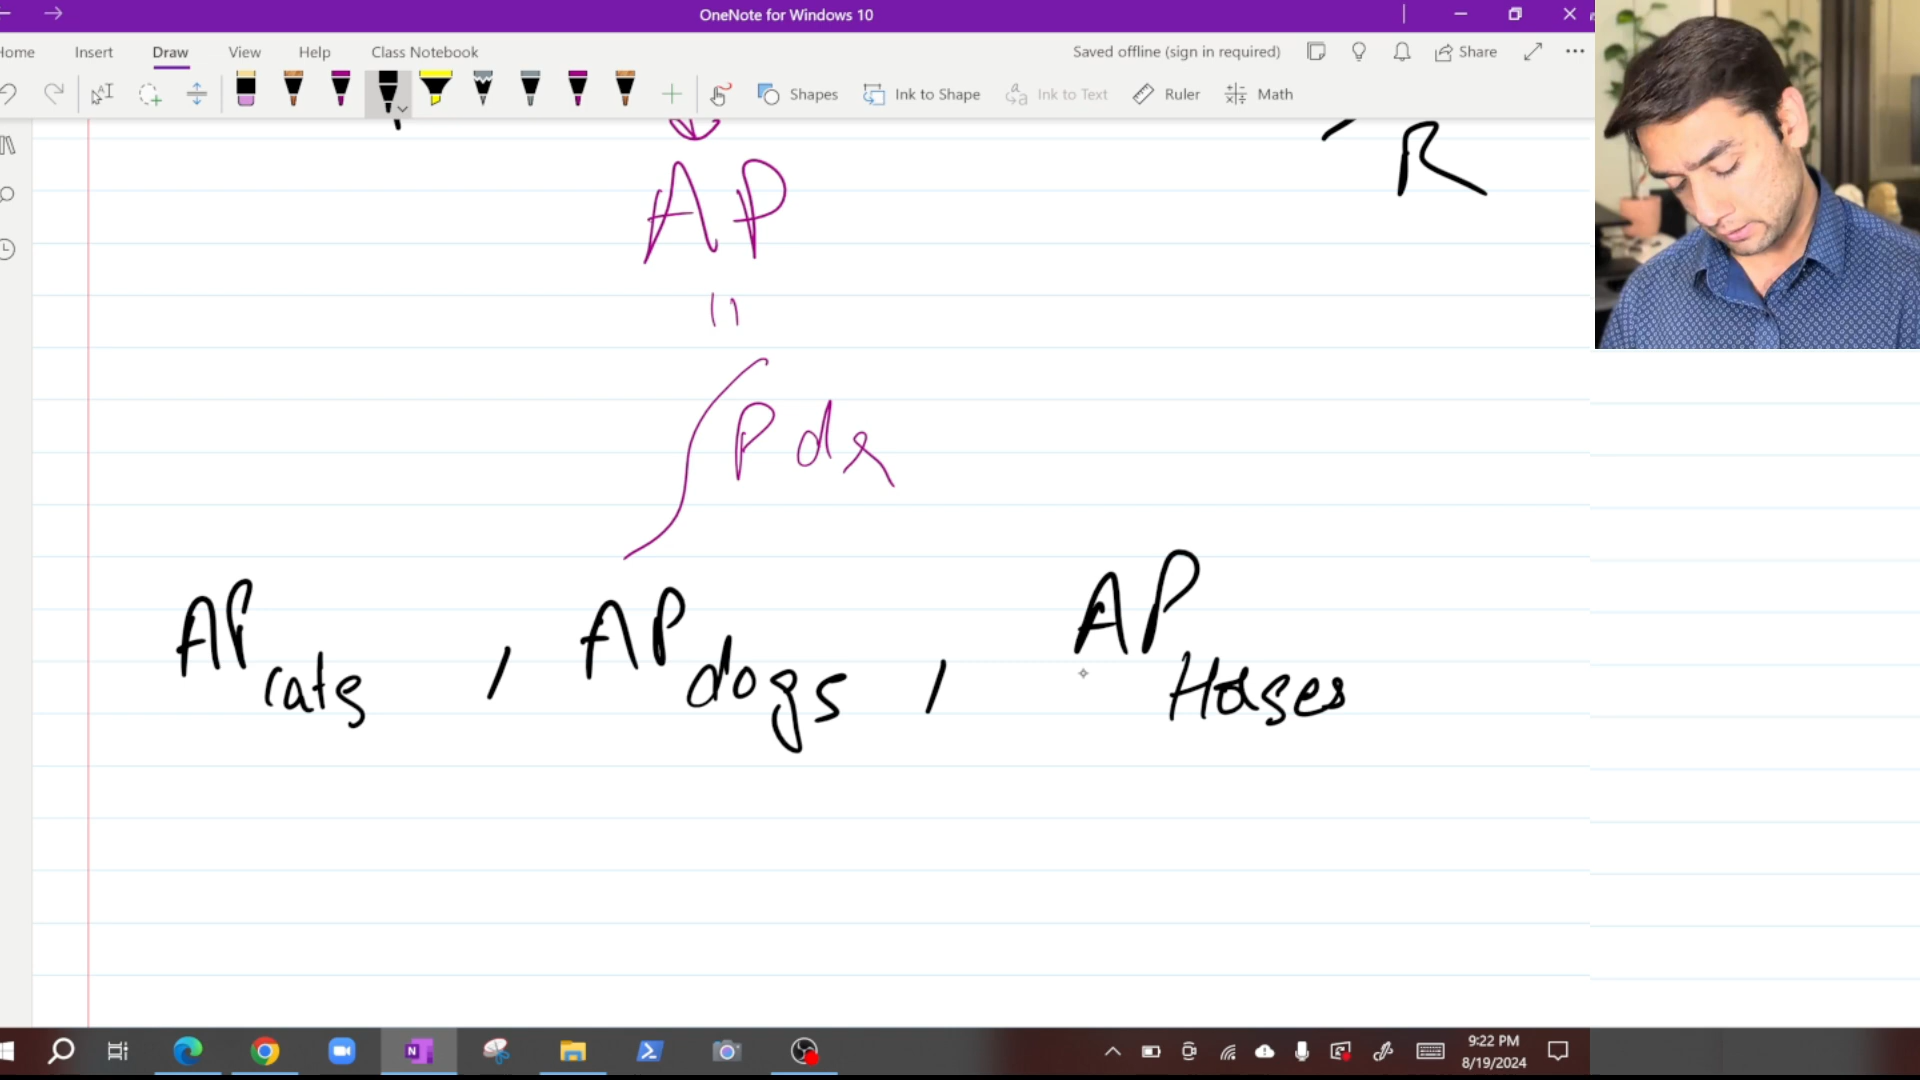 OneNote for Windows 10
Home Insert Draw View Help Class Notebook Saved offline (sign in required) Share
Shapes Ink to Shape Ink to Text Ruler Math
R
AP
=
∫ P dx
AP cats , AP dogs , AP Hoses
9:22 PM
8/19/2024